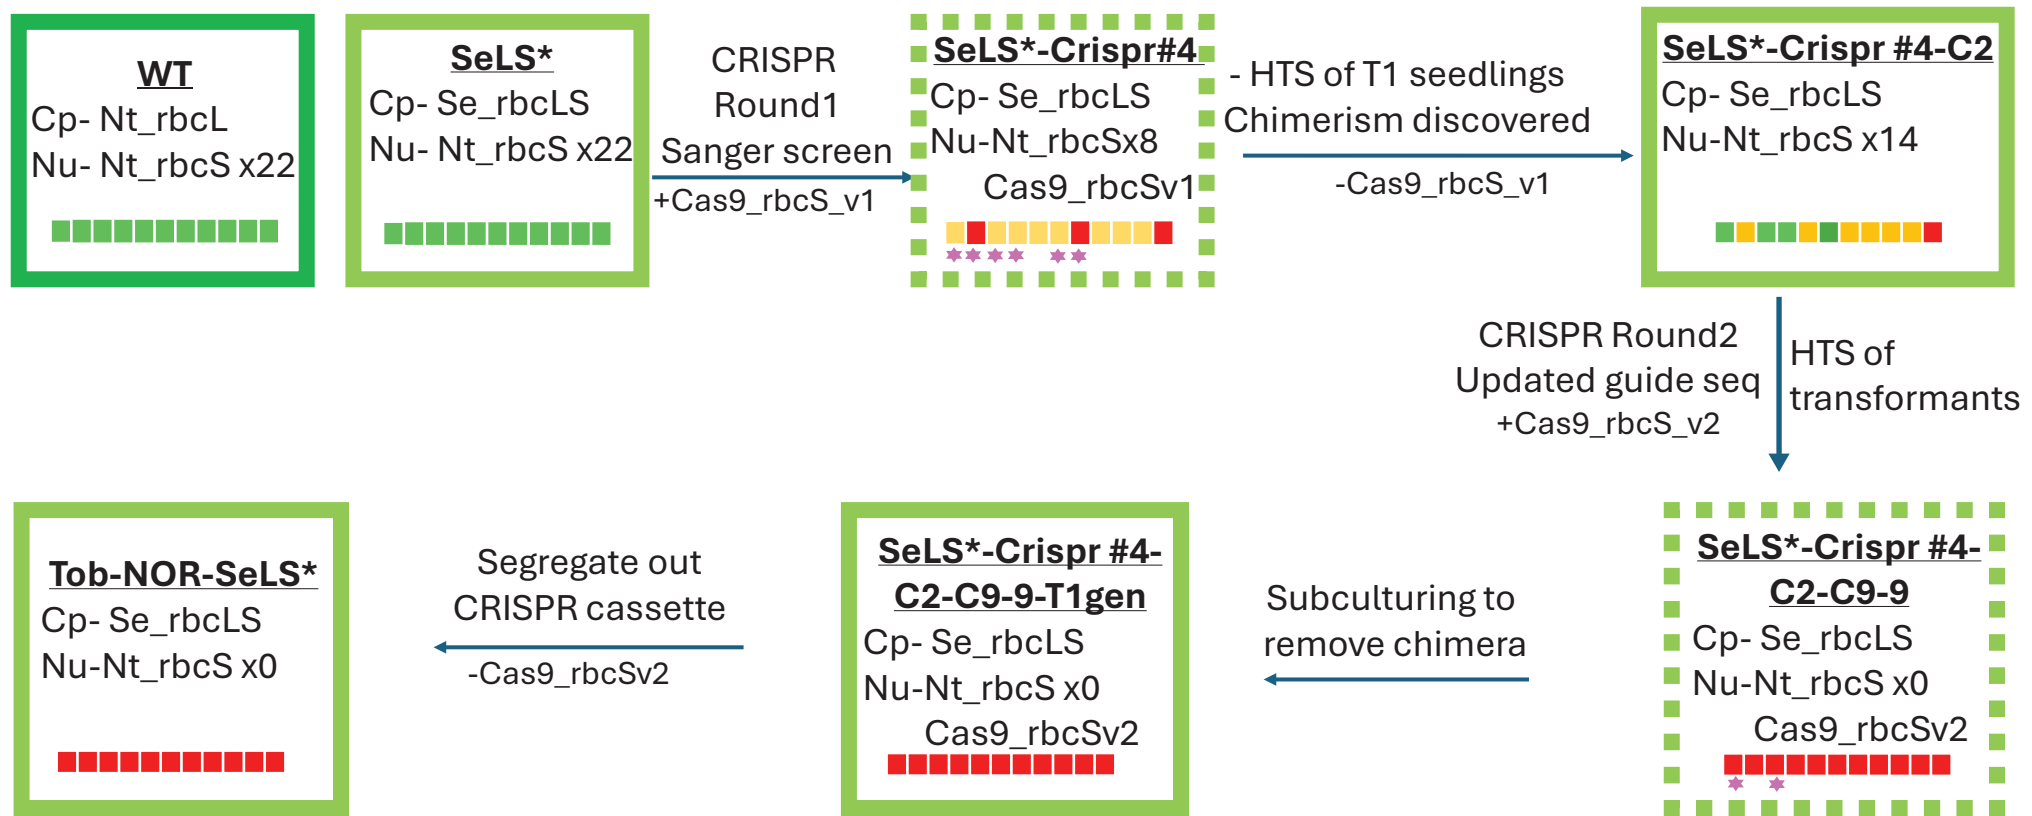 WT
Cp- Nt_rbcL
Nu- Nt_rbcS x22
SeLS*
Cp- Se_rbcLS
Nu- Nt_rbcS x22
CRISPR
Round1
Sanger screen
+Cas9_rbcS_v1
SeLS*-Crispr#4
Cp- Se_rbcLS
Nu-Nt_rbcSx8
Cas9_rbcSv1
- HTS of T1 seedlings
Chimerism discovered
-Cas9_rbcS_v1
SeLS*-Crispr #4-C2
Cp- Se_rbcLS
Nu-Nt_rbcS x14
CRISPR Round2
Updated guide seq
+Cas9_rbcS_v2
HTS of
transformants
SeLS*-Crispr #4-
C2-C9-9
Cp- Se_rbcLS
Nu-Nt_rbcS x0
Cas9_rbcSv2
Subculturing to
remove chimera
SeLS*-Crispr #4-
C2-C9-9-T1gen
Cp- Se_rbcLS
Nu-Nt_rbcS x0
Cas9_rbcSv2
Segregate out
CRISPR cassette
-Cas9_rbcSv2
Tob-NOR-SeLS*
Cp- Se_rbcLS
Nu-Nt_rbcS x0